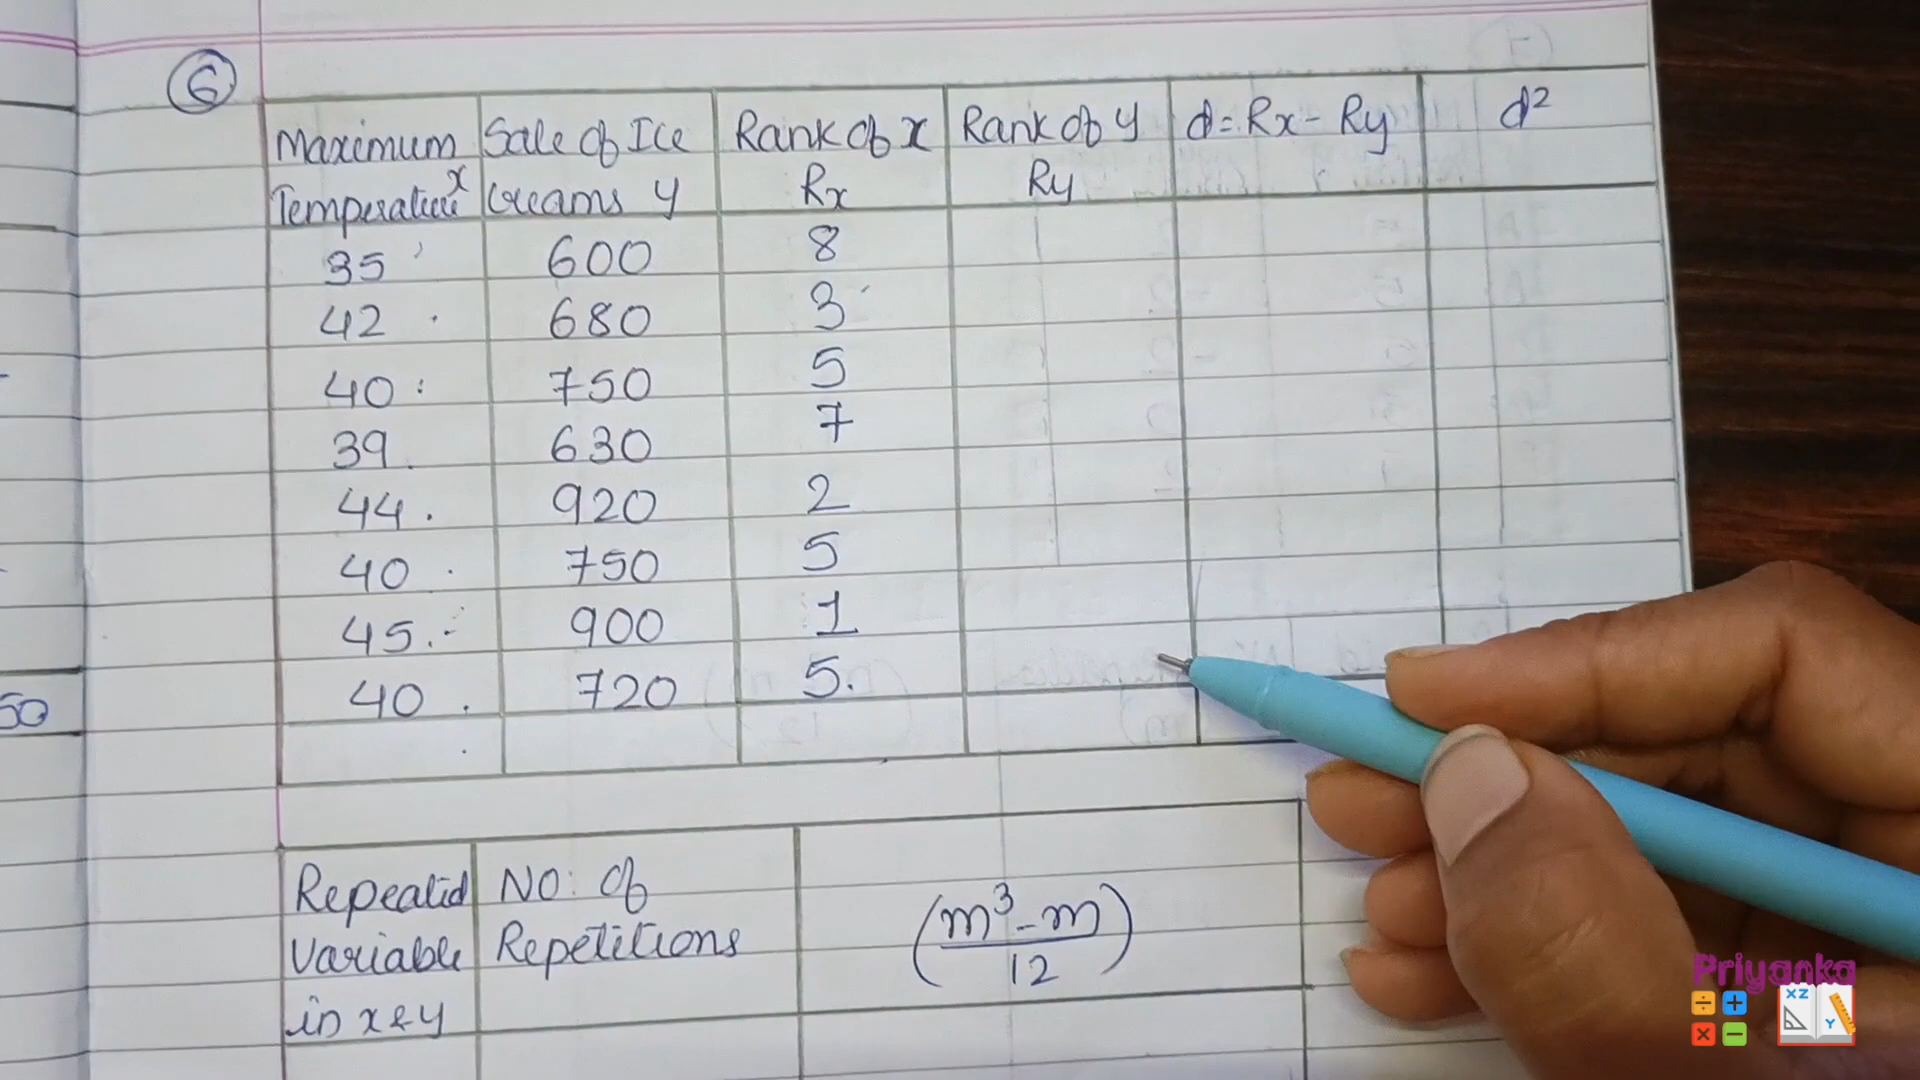 6
Maximum Temperature x | Sale of Ice creams y | Rank of x Rx | Rank of y Ry | d = Rx - Ry | d²
35 600 8
42 680 3
40 750 5
39 630 7
44 920 2
40 750 5
45 900 1
40 720 5
50
Repeated Variable in x & y | NO: of Repetitions | (m³ - m / 12)
Priyanka
÷ + XZ
× − Y